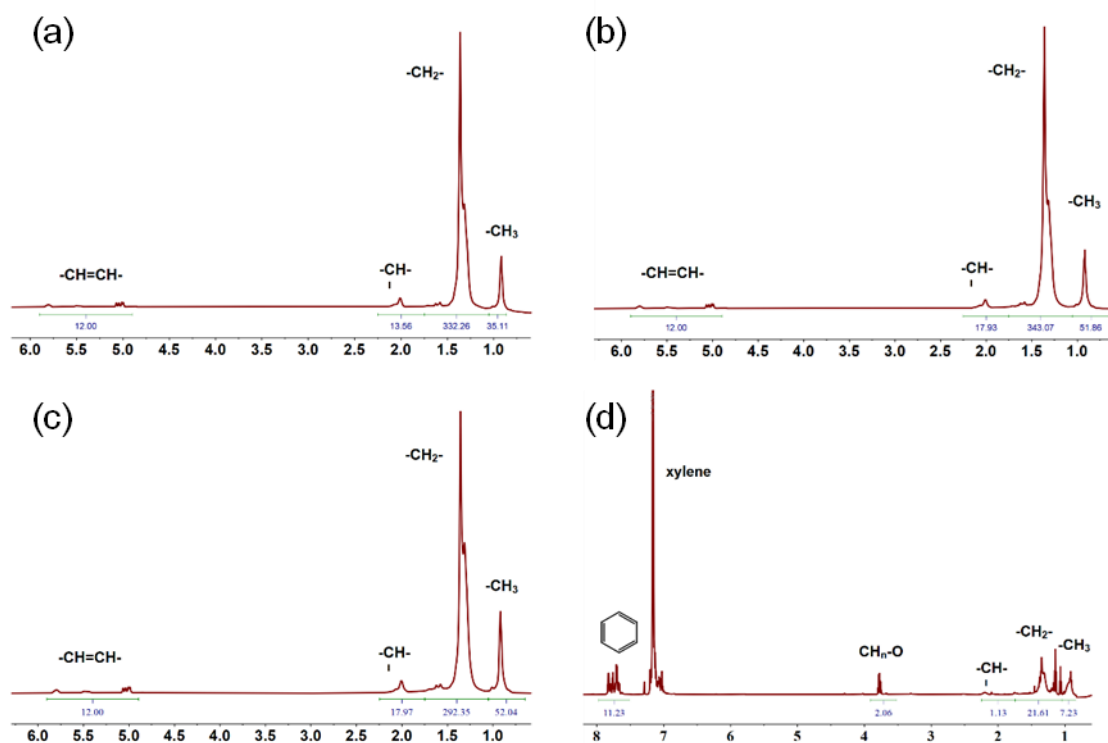 (a)
-CH₂-
-CH₃
-CH=CH-
-CH-
12.00 13.56 332.26 35.11
6.0 5.5 5.0 4.5 4.0 3.5 3.0 2.5 2.0 1.5 1.0
(b)
-CH₂-
-CH₃
-CH=CH-
-CH-
12.00 17.93 343.07 51.86
6.0 5.5 5.0 4.5 4.0 3.5 3.0 2.5 2.0 1.5 1.0
(c)
-CH₂-
-CH₃
-CH=CH-
-CH-
12.00 17.97 292.35 52.04
6.0 5.5 5.0 4.5 4.0 3.5 3.0 2.5 2.0 1.5 1.0
(d)
xylene
-CH₂-
-CH₃
CHₙ-O
-CH-
11.23 2.06 1.13 21.61 7.23
8 7 6 5 4 3 2 1